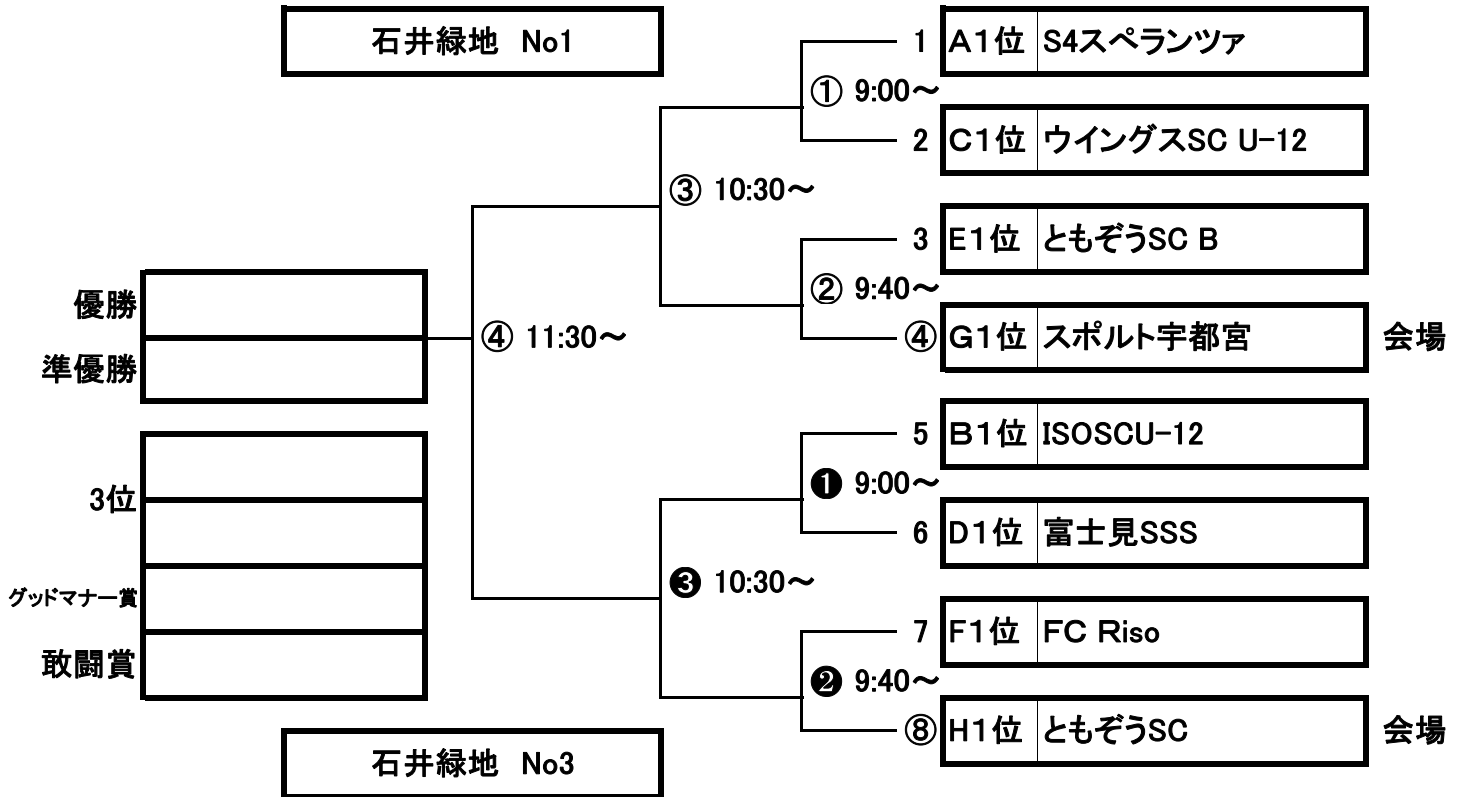 石井緑地　No1
1 A1位 S4スペランツァ
① 9:00～
2 C1位 ウイングスSC U-12
③ 10:30～
3 E1位 ともぞうSC B
② 9:40～
④ G1位 スポルト宇都宮 会場
優勝
④ 11:30～
準優勝
5 B1位 ISOSCU-12
❶ 9:00～
3位
6 D1位 富士見SSS
❸ 10:30～
グッドマナー賞
7 F1位 FC Riso
敢闘賞
❷ 9:40～
⑧ H1位 ともぞうSC 会場
石井緑地　No3